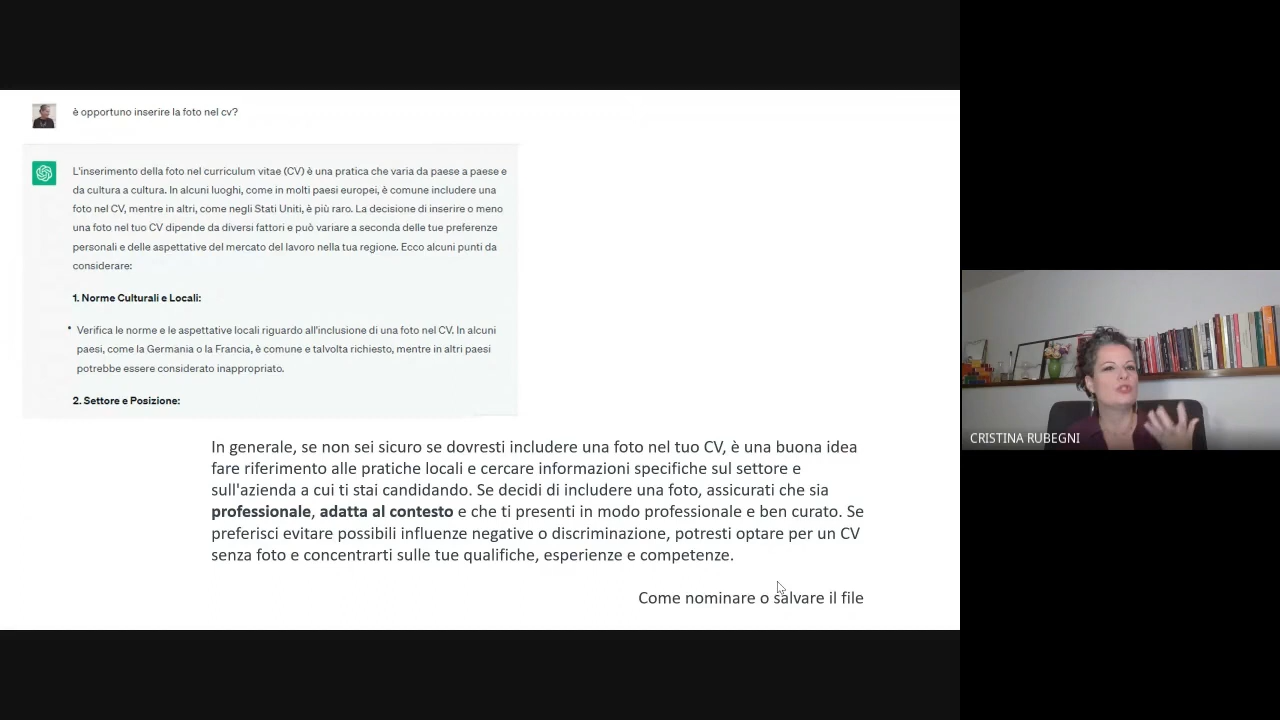 è opportuno inserire la foto nel cv?
L'inserimento della foto nel curriculum vitae (CV) è una pratica che varia da paese a paese e
da cultura a cultura. In alcuni luoghi, come in molti paesi europei, è comune includere una
foto nel CV, mentre in altri, come negli Stati Uniti, è più raro. La decisione di inserire o meno
una foto nel tuo CV dipende da diversi fattori e può variare a seconda delle tue preferenze
personali e delle aspettative del mercato del lavoro nella tua regione. Ecco alcuni punti da
considerare:
1. Norme Culturali e Locali:
• Verifica le norme e le aspettative locali riguardo all'inclusione di una foto nel CV. In alcuni
paesi, come la Germania o la Francia, è comune e talvolta richiesto, mentre in altri paesi
potrebbe essere considerato inappropriato.
2. Settore e Posizione:
In generale, se non sei sicuro se dovresti includere una foto nel tuo CV, è una buona idea
fare riferimento alle pratiche locali e cercare informazioni specifiche sul settore e
sull'azienda a cui ti stai candidando. Se decidi di includere una foto, assicurati che sia
professionale, adatta al contesto e che ti presenti in modo professionale e ben curato. Se
preferisci evitare possibili influenze negative o discriminazione, potresti optare per un CV
senza foto e concentrarti sulle tue qualifiche, esperienze e competenze.
Come nominare o salvare il file
CRISTINA RUBEGNI